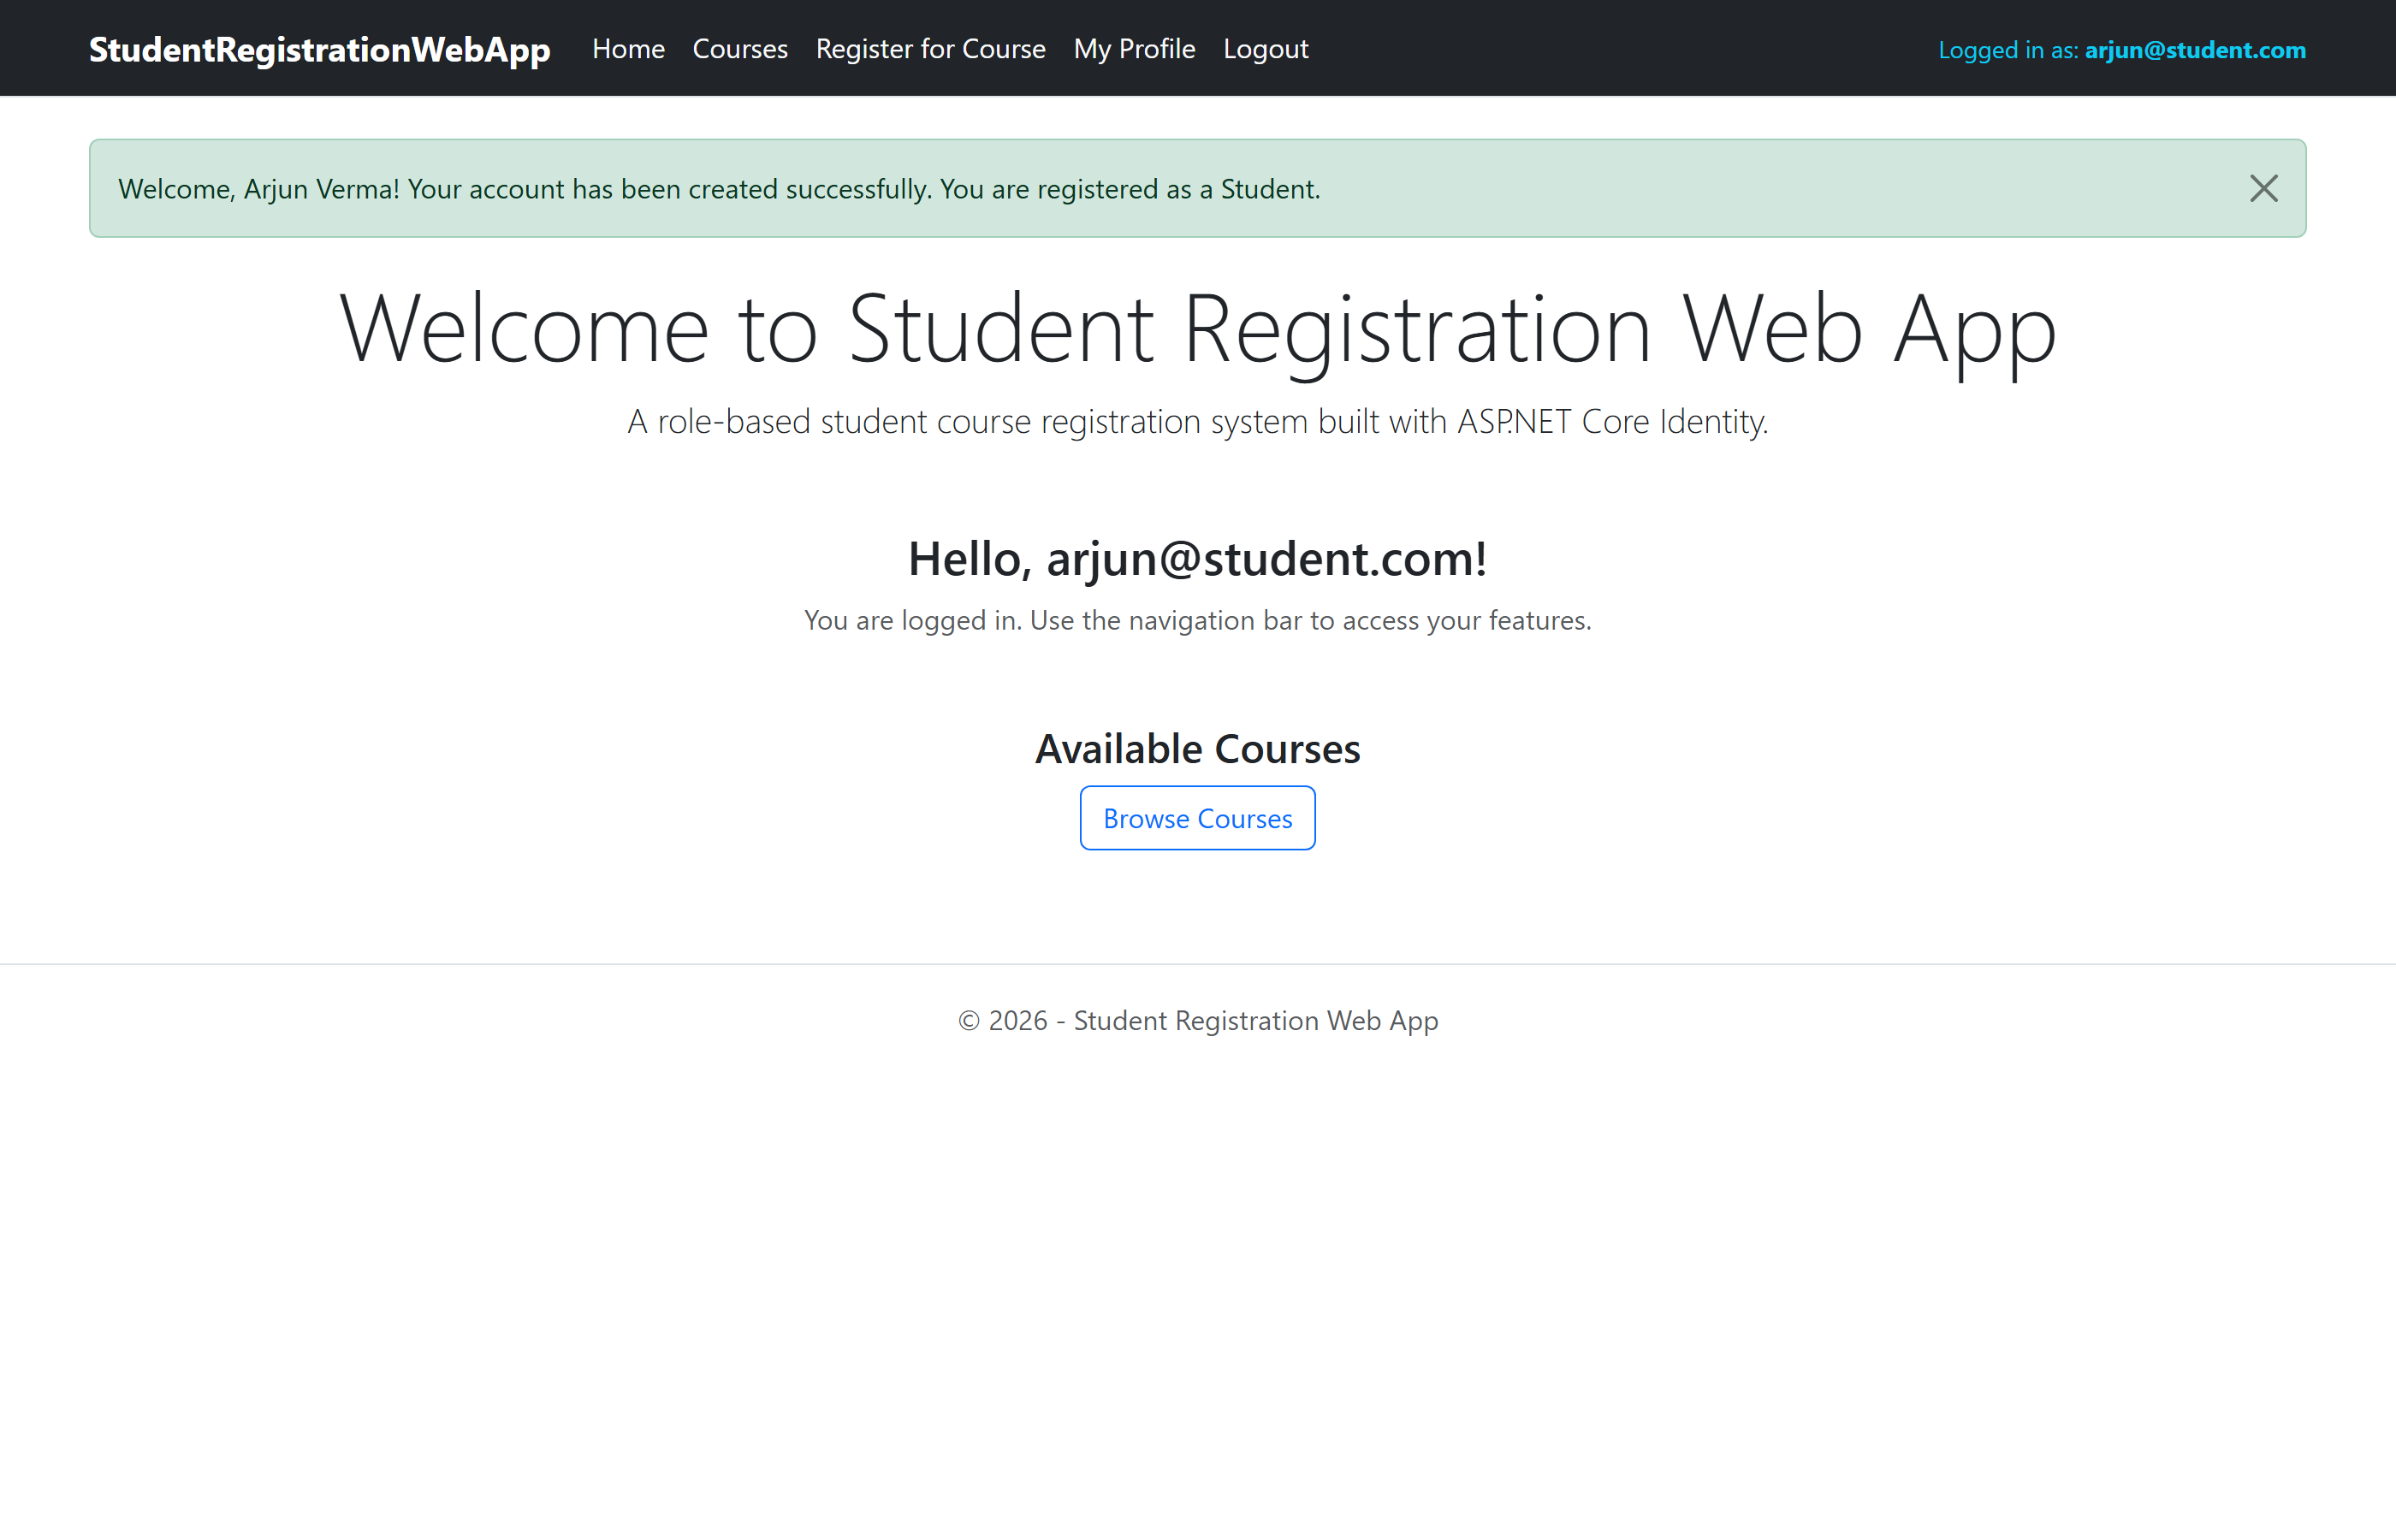 StudentRegistrationWebApp Home Courses Register for Course My Profile Logout Logged in as: arjun@student.com
Welcome, Arjun Verma! Your account has been created successfully. You are registered as a Student.
Welcome to Student Registration Web App
A role-based student course registration system built with ASP.NET Core Identity.
Hello, arjun@student.com!
You are logged in. Use the navigation bar to access your features.
Available Courses
Browse Courses
© 2026 - Student Registration Web App